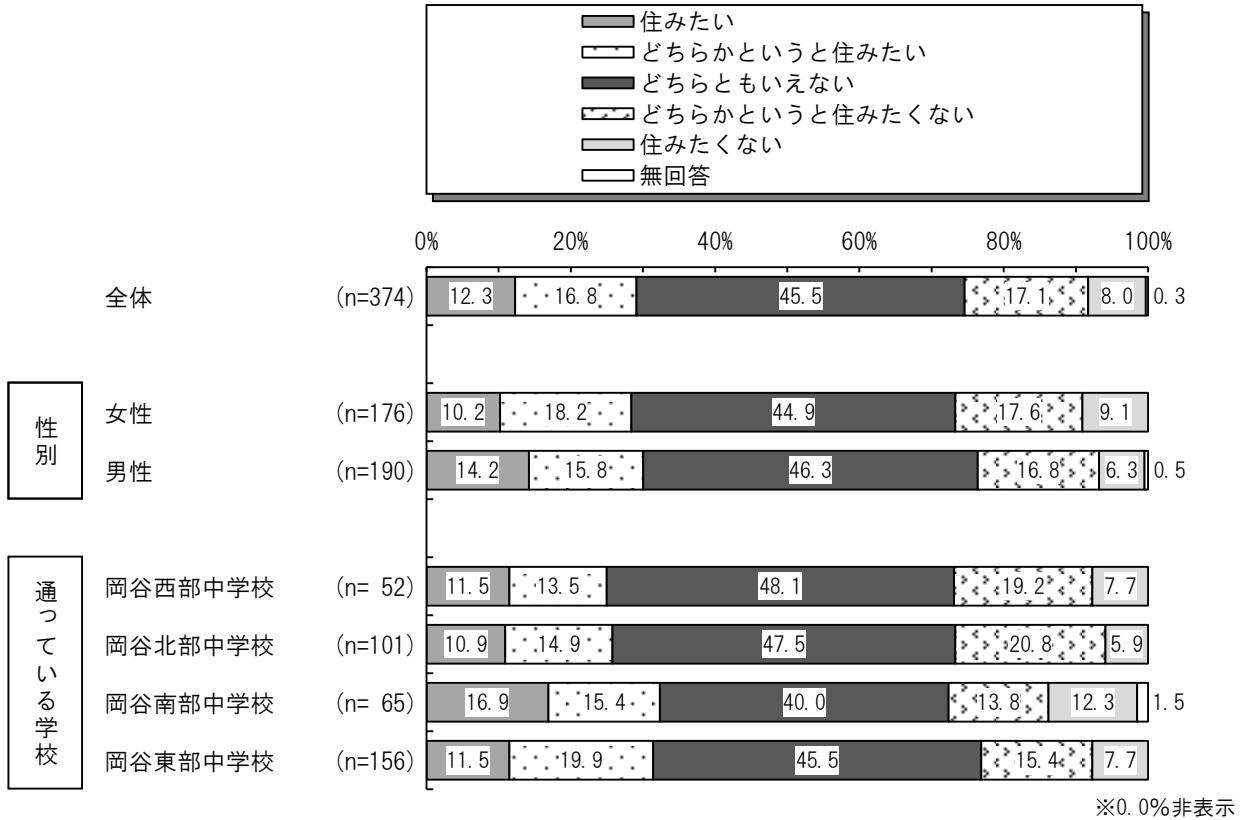 住みたい
どちらかというと住みたい
どちらともいえない
どちらかというと住みたくない
住みたくない
無回答
0% 20% 40% 60% 80% 100%
全体 (n=374) 12.3 16.8 45.5 17.1 8.0 0.3
性別
女性 (n=176) 10.2 18.2 44.9 17.6 9.1
男性 (n=190) 14.2 15.8 46.3 16.8 6.3 0.5
通っている学校
岡谷西部中学校 (n= 52) 11.5 13.5 48.1 19.2 7.7
岡谷北部中学校 (n=101) 10.9 14.9 47.5 20.8 5.9
岡谷南部中学校 (n= 65) 16.9 15.4 40.0 13.8 12.3 1.5
岡谷東部中学校 (n=156) 11.5 19.9 45.5 15.4 7.7
※0.0%非表示